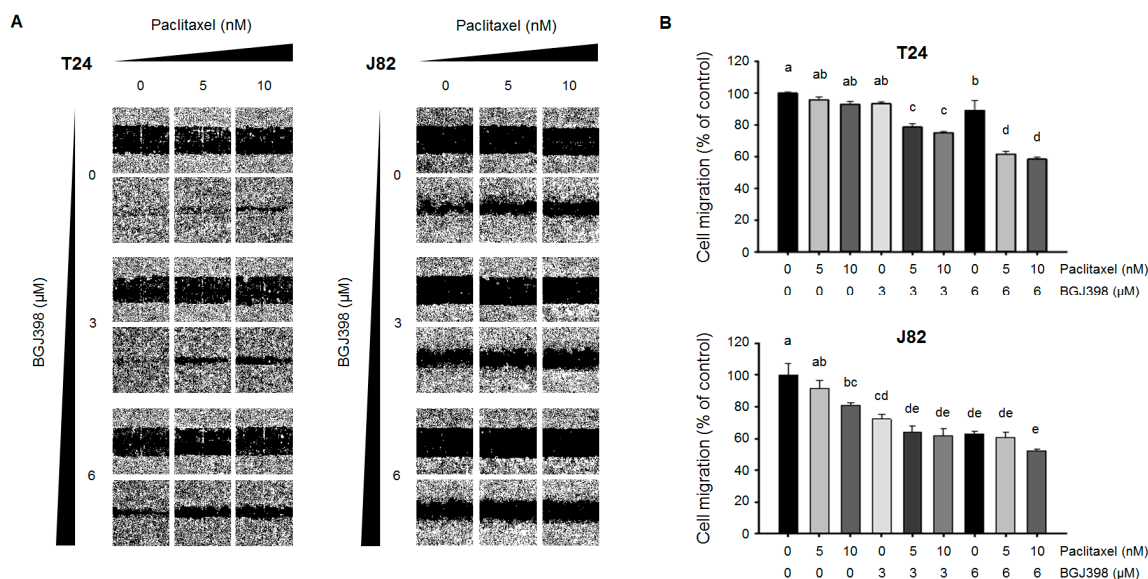 A
Paclitaxel (nM)
T24
0 5 10
0
3
6
BGJ398 (µM)
Paclitaxel (nM)
J82
0 5 10
0
3
6
BGJ398 (µM)
B
T24
Cell migration (% of control)
120
100
80
60
40
20
0
a ab ab ab c c b d d
0 5 10 0 5 10 0 5 10 Paclitaxel (nM)
0 0 0 3 3 3 6 6 6 BGJ398 (µM)
J82
Cell migration (% of control)
120
100
80
60
40
20
0
a ab bc cd de de de de e
0 5 10 0 5 10 0 5 10 Paclitaxel (nM)
0 0 0 3 3 3 6 6 6 BGJ398 (µM)